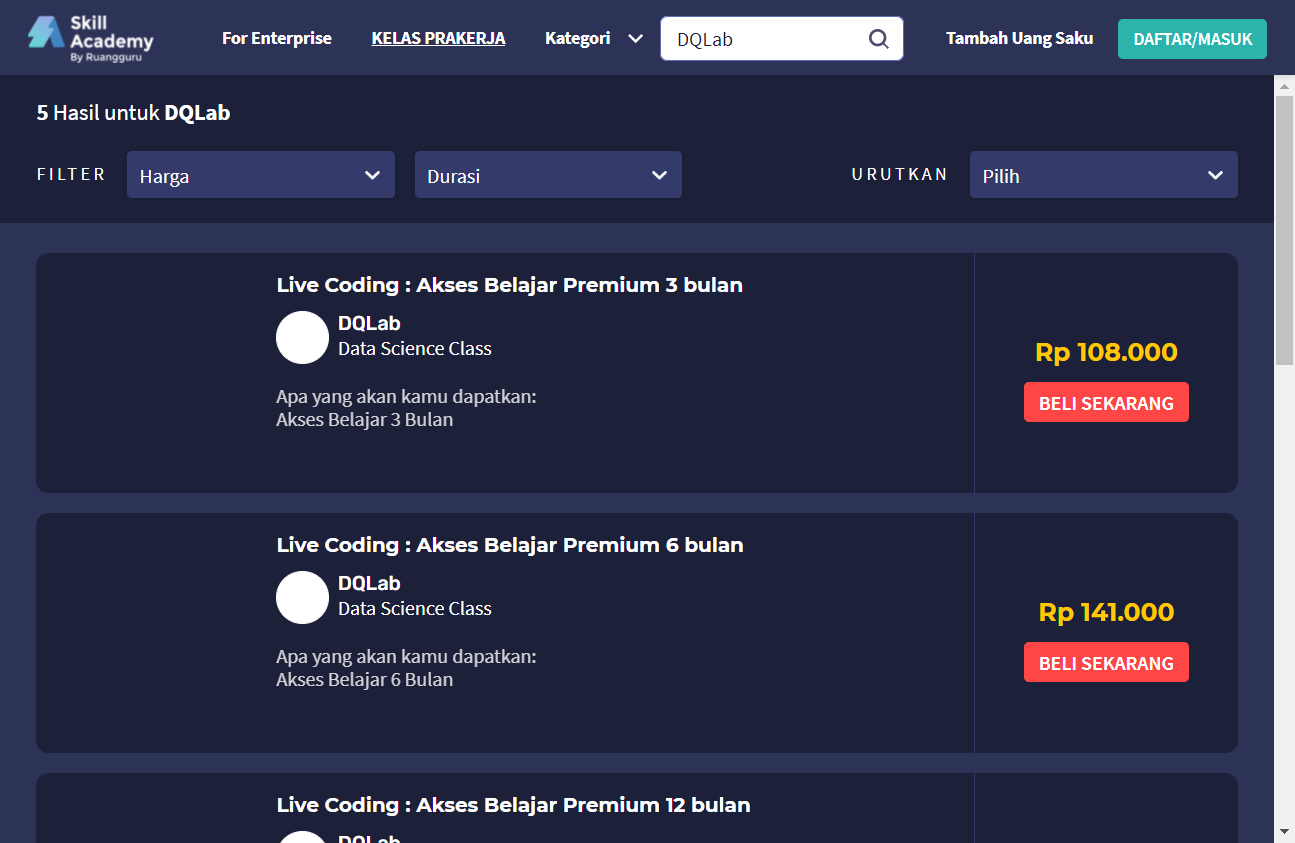 Skill
Academy
By Ruangguru
For Enterprise
KELAS PRAKERJA
Kategori
DQLab
Tambah Uang Saku
DAFTAR/MASUK
5 Hasil untuk DQLab
FILTER
Harga
Durasi
URUTKAN
Pilih
Live Coding : Akses Belajar Premium 3 bulan
DQLab
Data Science Class
Apa yang akan kamu dapatkan:
Akses Belajar 3 Bulan
Rp 108.000
BELI SEKARANG
Live Coding : Akses Belajar Premium 6 bulan
DQLab
Data Science Class
Apa yang akan kamu dapatkan:
Akses Belajar 6 Bulan
Rp 141.000
BELI SEKARANG
Live Coding : Akses Belajar Premium 12 bulan
DQLab